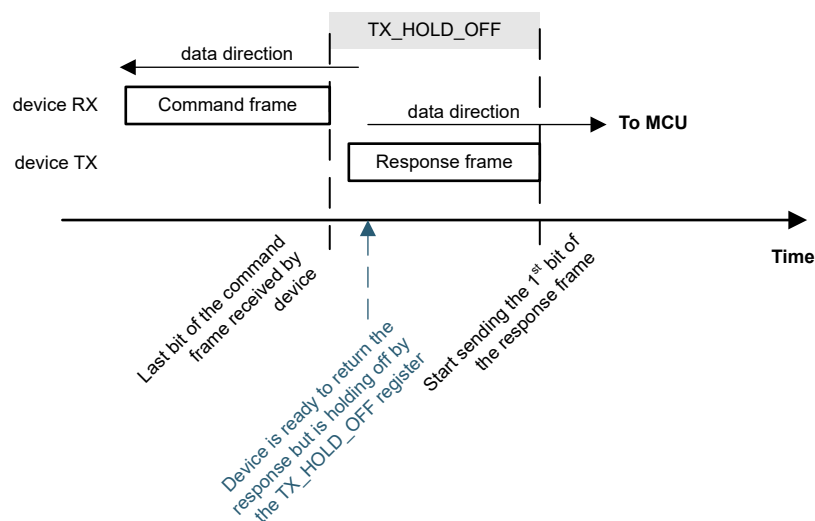 TX_HOLD_OFF
data direction
device RX
Command frame
data direction
To MCU
device TX
Response frame
Time
Last bit of the command
frame received by
device
Device is ready to return the
response but is holding off by
the TX_HOLD_OFF register
Start sending the 1st bit of
the response frame